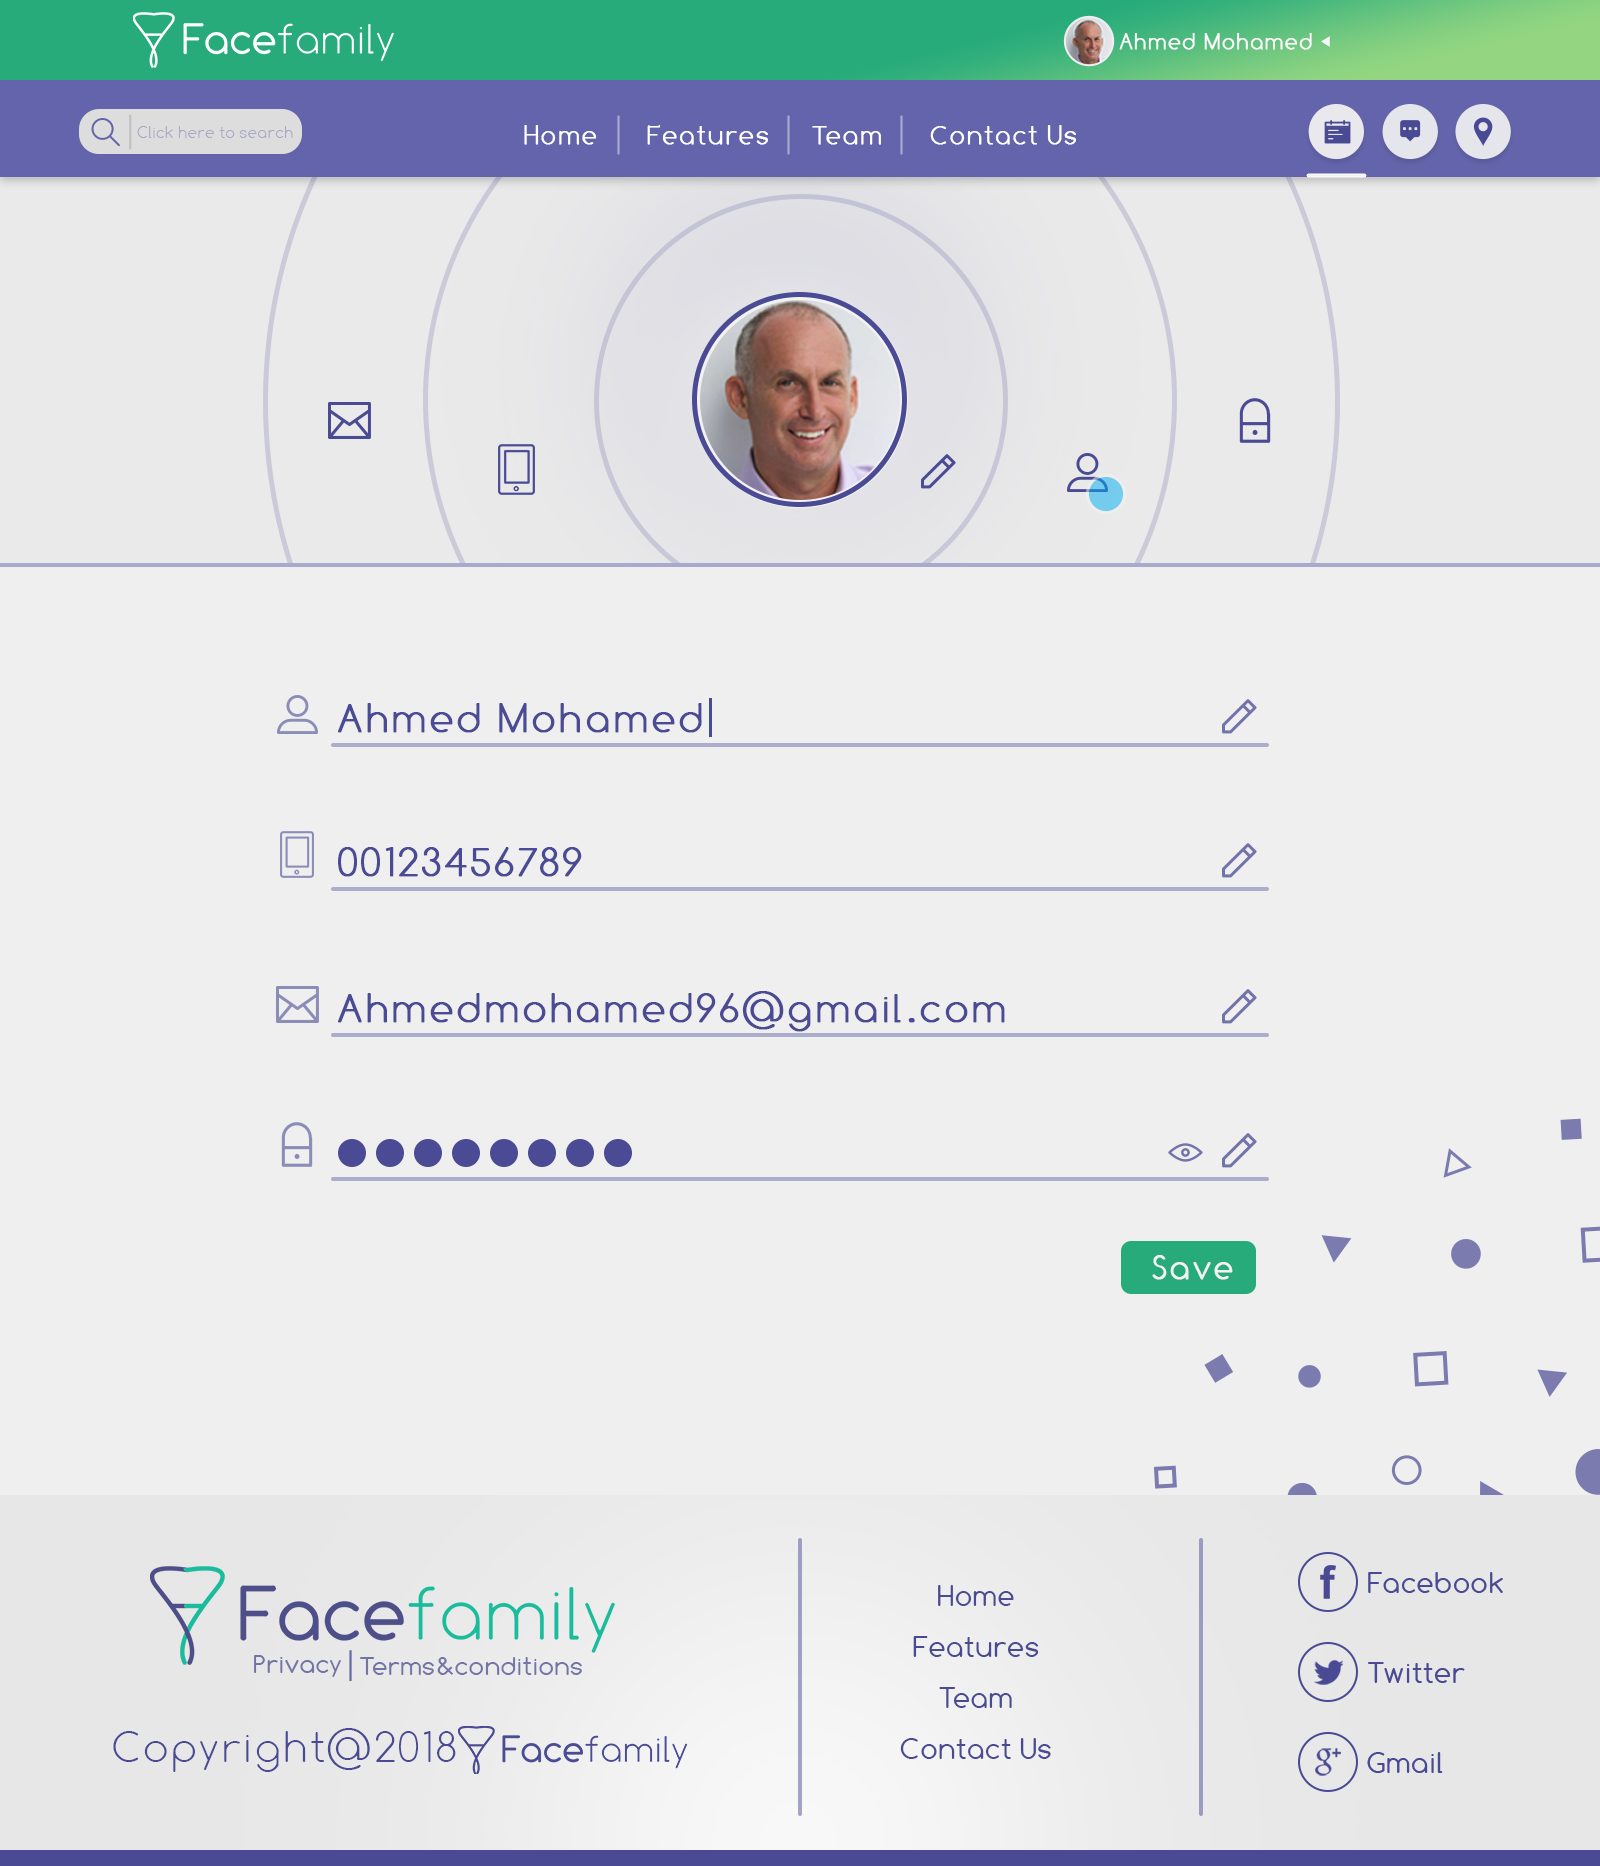 Facefamily
Ahmed Mohamed
Click here to search
Home
Features
Team
Contact Us
Ahmed Mohamed
00123456789
Ahmedmohamed96@gmail.com
Save
Facefamily
Privacy | Terms&conditions
Copyright@2018 Facefamily
Home
Features
Team
Contact Us
f Facebook
Twitter
g+ Gmail